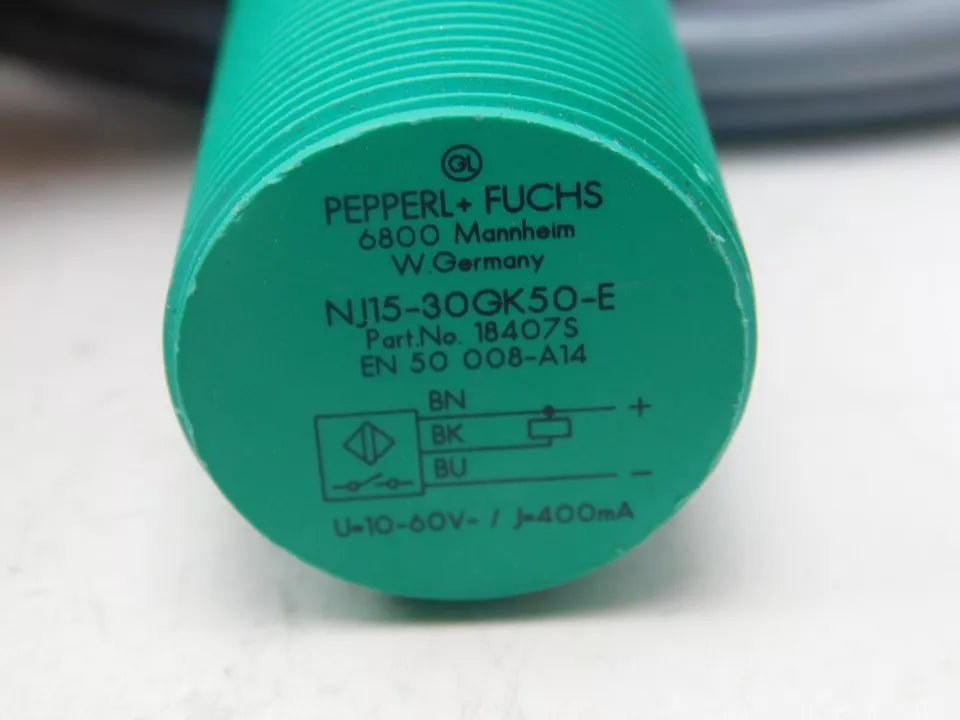 GL
PEPPERL+ FUCHS
6800 Mannheim
W.Germany
NJ15-30GK50-E
Part.No. 18407S
EN 50 008-A14
BN +
BK
BU -
U=10-60V- / J=400mA